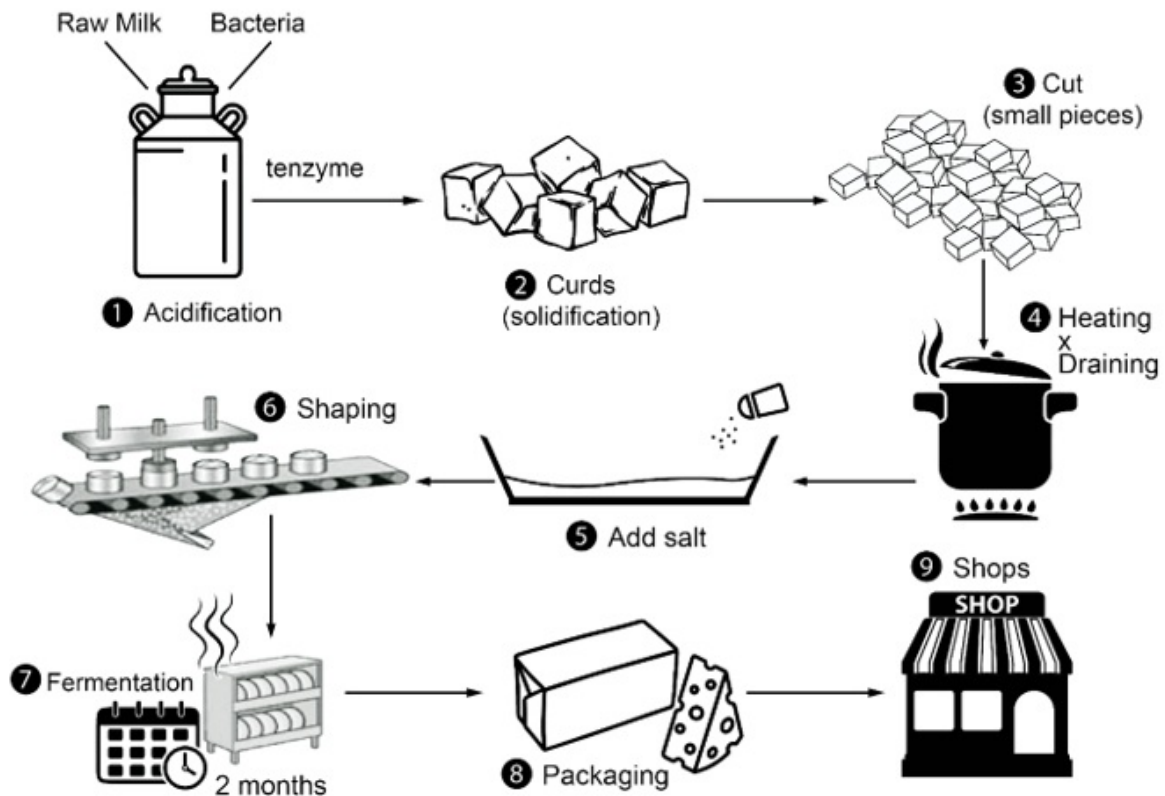 Raw Milk
Bacteria
1 Acidification
tenzyme
2 Curds
(solidification)
3 Cut
(small pieces)
4 Heating
x
Draining
5 Add salt
6 Shaping
7 Fermentation
2 months
8 Packaging
9 Shops
SHOP